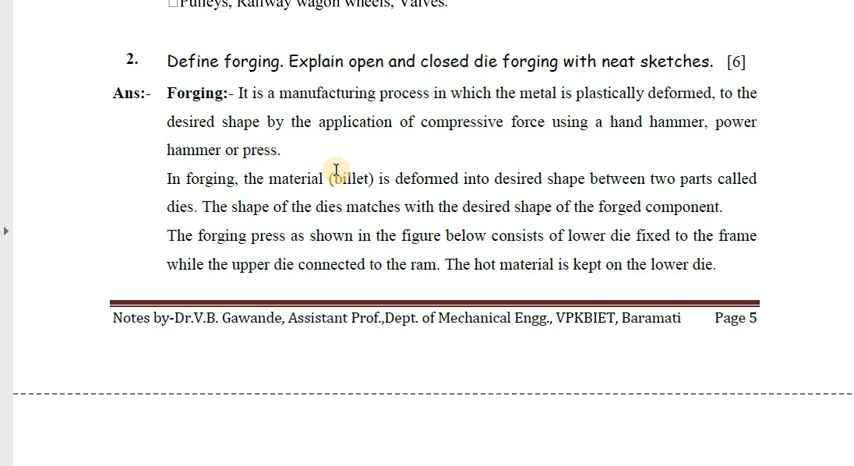 Pulleys, Railway wagon wheels, Valves.
2. Define forging. Explain open and closed die forging with neat sketches. [6]
Ans:- Forging:- It is a manufacturing process in which the metal is plastically deformed, to the
desired shape by the application of compressive force using a hand hammer, power
hammer or press.
In forging, the material (billet) is deformed into desired shape between two parts called
dies. The shape of the dies matches with the desired shape of the forged component.
The forging press as shown in the figure below consists of lower die fixed to the frame
while the upper die connected to the ram. The hot material is kept on the lower die.
Notes by-Dr.V.B. Gawande, Assistant Prof.,Dept. of Mechanical Engg., VPKBIET, Baramati Page 5